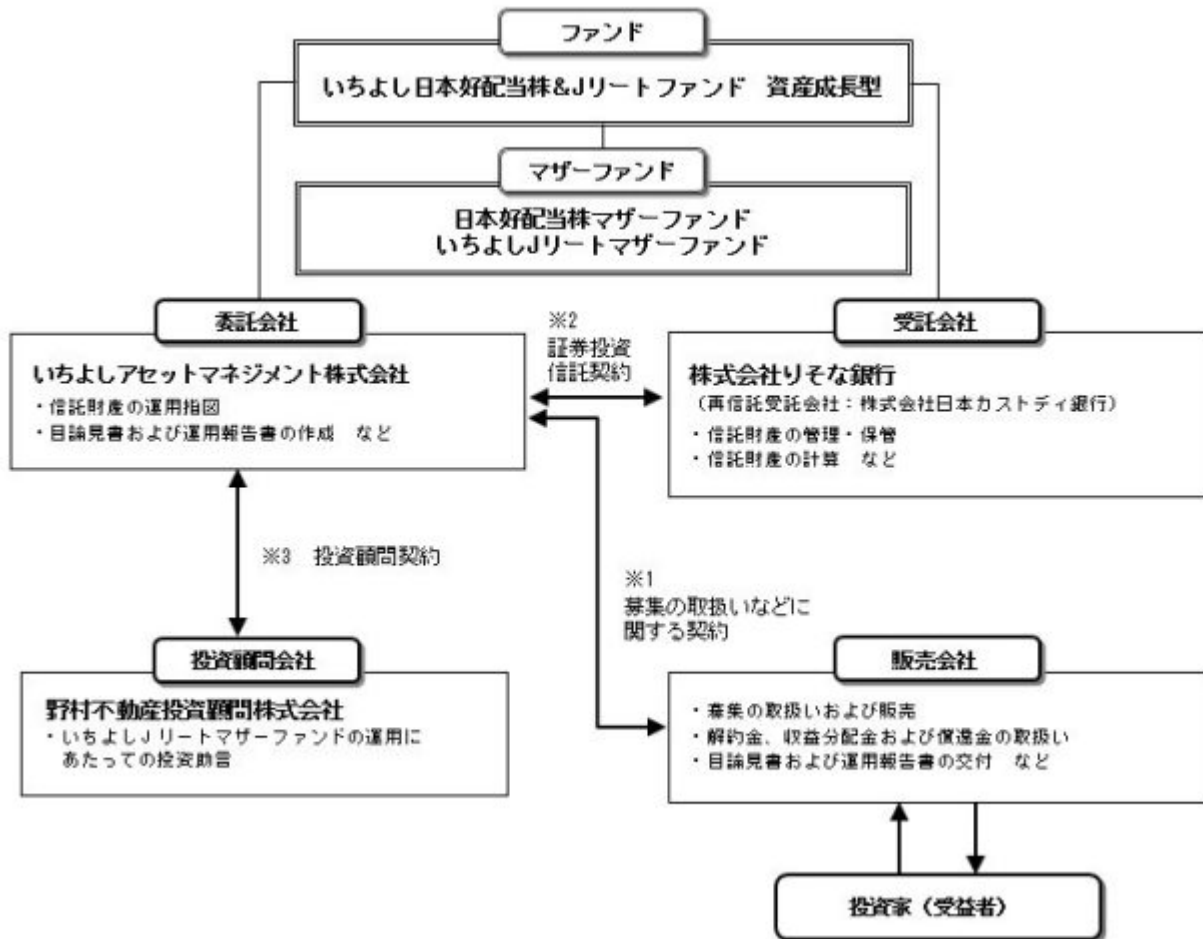 ファンド
いちよし日本好配当株&Jリートファンド　資産成長型
マザーファンド
日本好配当株マザーファンド
いちよしJリートマザーファンド
委託会社
いちよしアセットマネジメント株式会社
・信託財産の運用指図
・目論見書および運用報告書の作成　など
※2
証券投資
信託契約
受託会社
株式会社りそな銀行
（再信託受託会社：株式会社日本カストディ銀行）
・信託財産の管理・保管
・信託財産の計算　など
※3　投資顧問契約
※1
募集の取扱いなどに
関する契約
投資顧問会社
野村不動産投資顧問株式会社
・いちよしJリートマザーファンドの運用に
あたっての投資助言
販売会社
・募集の取扱いおよび販売
・解約金、収益分配金および償還金の取扱い
・目論見書および運用報告書の交付　など
投資家（受益者）